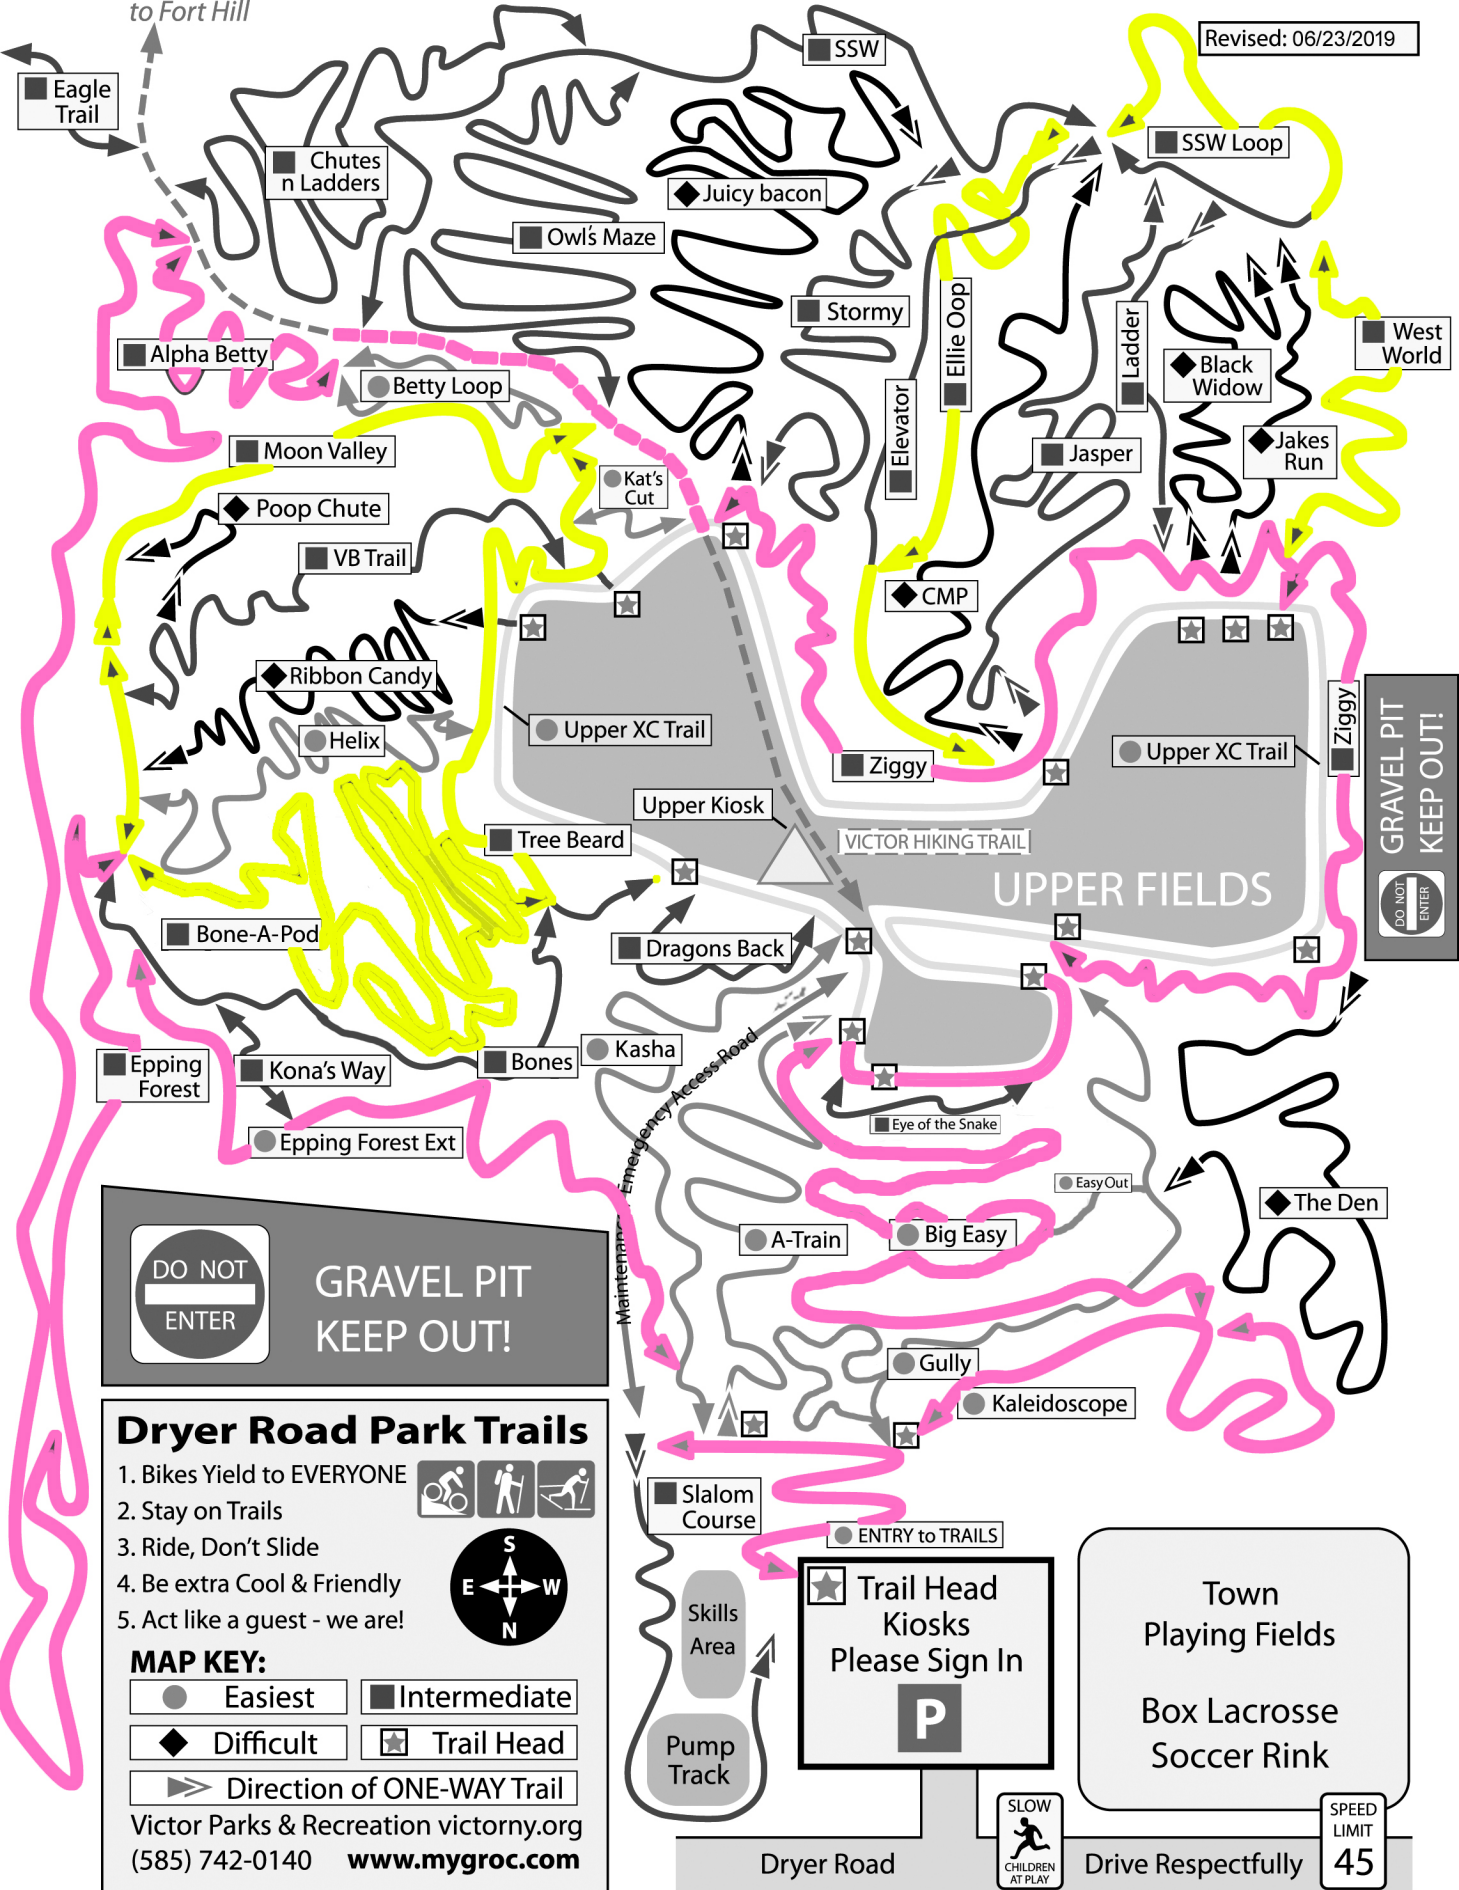 to Fort Hill
SSW
Revised: 06/23/2019
Eagle
Trail
SSW Loop
Chutes
n Ladders
Juicy bacon
Owl's Maze
Stormy
Ellie Oop
Ladder
West
World
Alpha Betty
Betty Loop
Black
Widow
Elevator
Moon Valley
Jasper
Jakes
Run
Kat's
Cut
Poop Chute
VB Trail
CMP
Ribbon Candy
Upper XC Trail
Helix
Ziggy
Upper XC Trail
Ziggy
GRAVEL PIT
KEEP OUT!
DO NOT
ENTER
Upper Kiosk
Tree Beard
VICTOR HIKING TRAIL
UPPER FIELDS
Bone-A-Pod
Dragons Back
Epping
Forest
Kona's Way
Bones
Kasha
Maintenance/Emergency Access Road
Eye of the Snake
Epping Forest Ext
Easy Out
The Den
A-Train
Big Easy
DO NOT
ENTER
GRAVEL PIT
KEEP OUT!
Gully
Kaleidoscope
Dryer Road Park Trails
1. Bikes Yield to EVERYONE
2. Stay on Trails
3. Ride, Don't Slide
4. Be extra Cool & Friendly
5. Act like a guest - we are!
S
E W
N
MAP KEY:
Easiest
Intermediate
Difficult
Trail Head
Direction of ONE-WAY Trail
Victor Parks & Recreation victorny.org
(585) 742-0140 www.mygroc.com
Slalom
Course
ENTRY to TRAILS
Trail Head
Kiosks
Please Sign In
P
Skills
Area
Pump
Track
Town
Playing Fields
Box Lacrosse
Soccer Rink
Dryer Road
SLOW
CHILDREN
AT PLAY
Drive Respectfully
SPEED
LIMIT
45